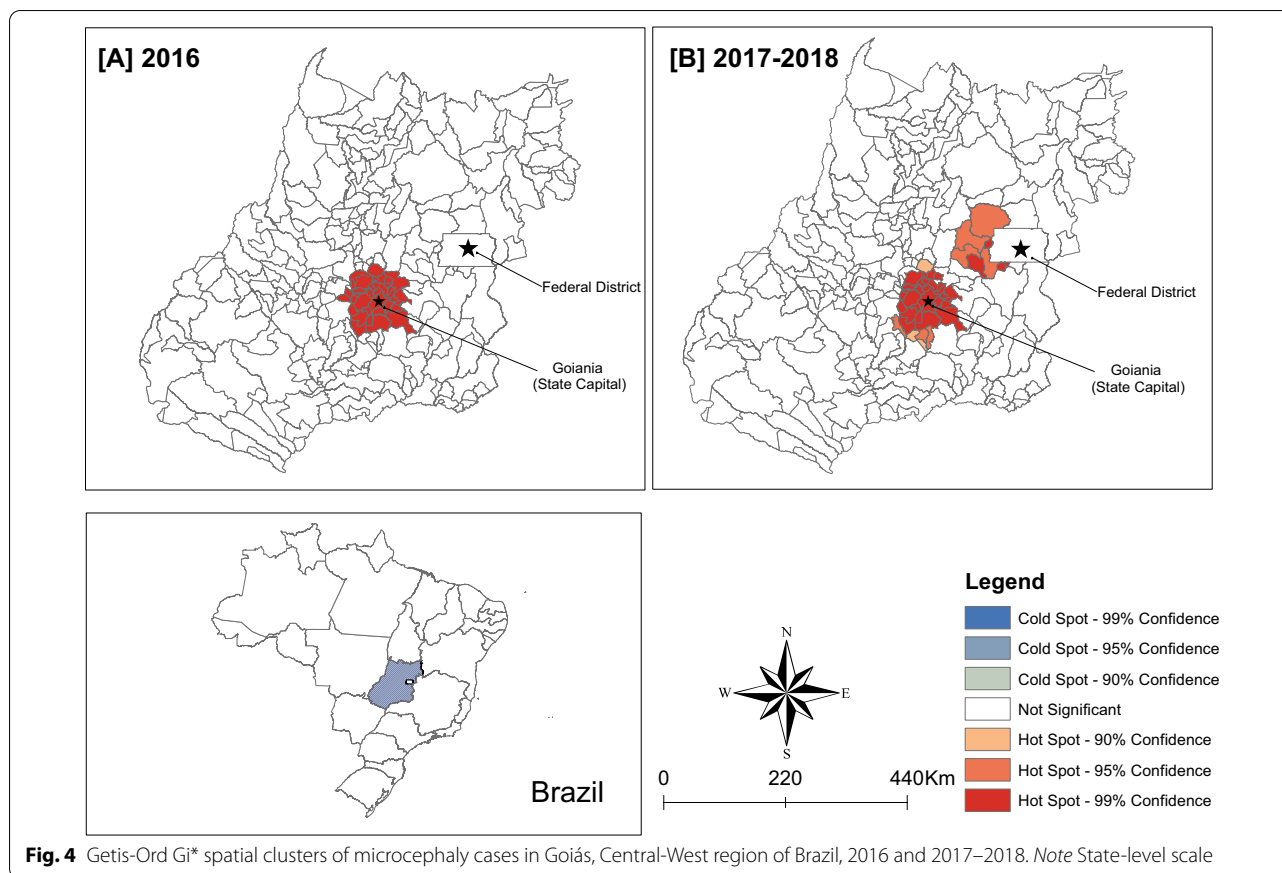 [A] 2016
Federal District
Goiania
(State Capital)
[B] 2017-2018
Federal District
Goiania
(State Capital)
Brazil
N
W
E
S
0
220
440Km
Legend
Cold Spot - 99% Confidence
Cold Spot - 95% Confidence
Cold Spot - 90% Confidence
Not Significant
Hot Spot - 90% Confidence
Hot Spot - 95% Confidence
Hot Spot - 99% Confidence
Fig. 4 Getis-Ord Gi* spatial clusters of microcephaly cases in Goiás, Central-West region of Brazil, 2016 and 2017–2018. Note State-level scale